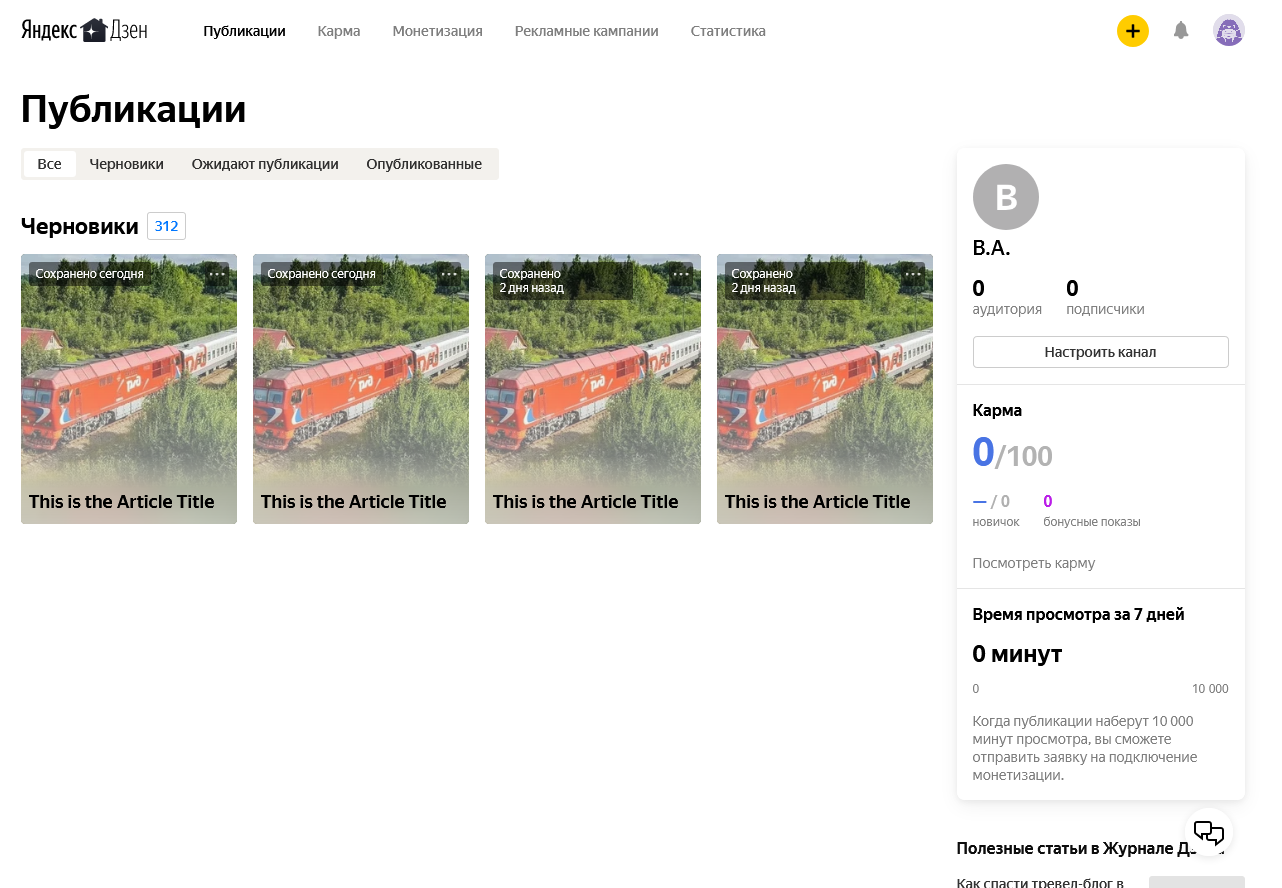 Яндекс Дзен
Публикации
Карма
Монетизация
Рекламные кампании
Статистика
Публикации
Все
Черновики
Ожидают публикации
Опубликованные
Черновики 312
Сохранено сегодня
This is the Article Title
Сохранено сегодня
This is the Article Title
Сохранено
2 дня назад
This is the Article Title
Сохранено
2 дня назад
This is the Article Title
В
В.А.
0
аудитория
0
подписчики
Настроить канал
Карма
0/100
— / 0
новичок
0
бонусные показы
Посмотреть карму
Время просмотра за 7 дней
0 минут
0
10 000
Когда публикации наберут 10 000
минут просмотра, вы сможете
отправить заявку на подключение
монетизации.
Полезные статьи в Журнале
Как спасти тревел-блог в